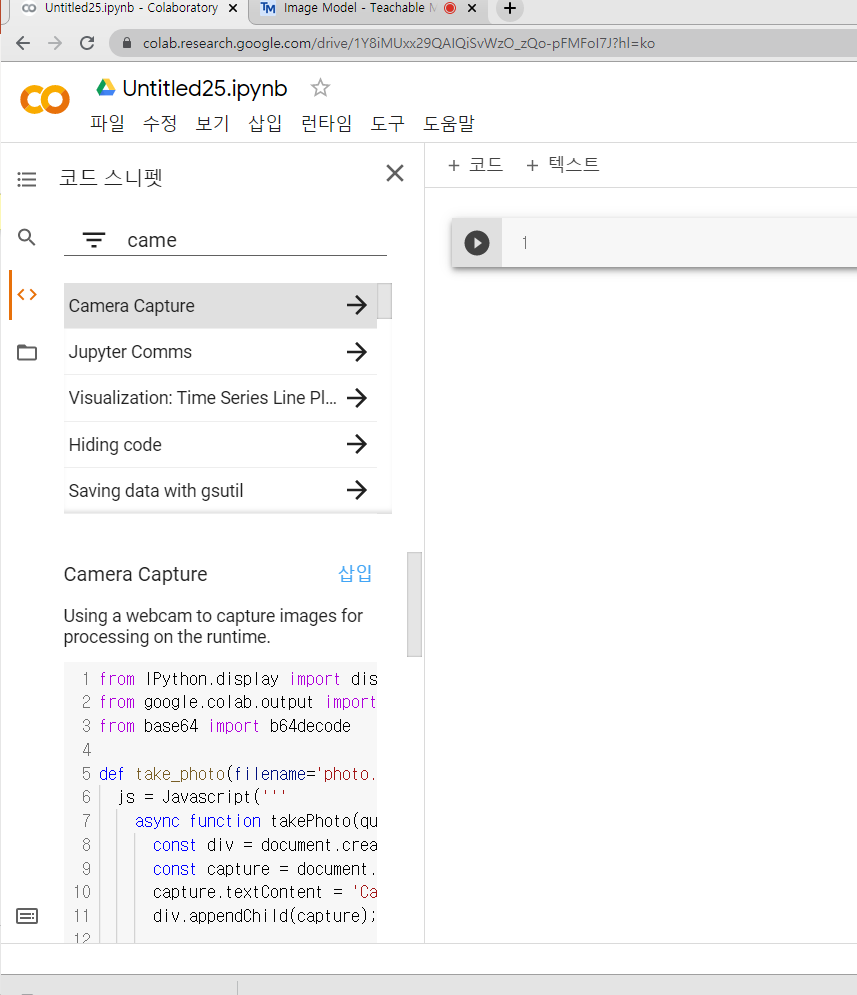 Untitled25.ipynb - Colaboratory
Image Model - Teachable
colab.research.google.com/drive/1Y8iMUxx29QAIQiSvWzO_zQo-pFMFoI7J?hl=ko
Untitled25.ipynb
파일 수정 보기 삽입 런타임 도구 도움말
코드 스니펫
+ 코드 + 텍스트
came
1
Camera Capture
Jupyter Comms
Visualization: Time Series Line Pl...
Hiding code
Saving data with gsutil
Camera Capture 삽입
Using a webcam to capture images for
processing on the runtime.
1 from IPython.display import dis
2 from google.colab.output import
3 from base64 import b64decode
4
5 def take_photo(filename='photo.
6 js = Javascript('''
7 async function takePhoto(qu
8 const div = document.crea
9 const capture = document.
10 capture.textContent = 'Ca
11 div.appendChild(capture);
12